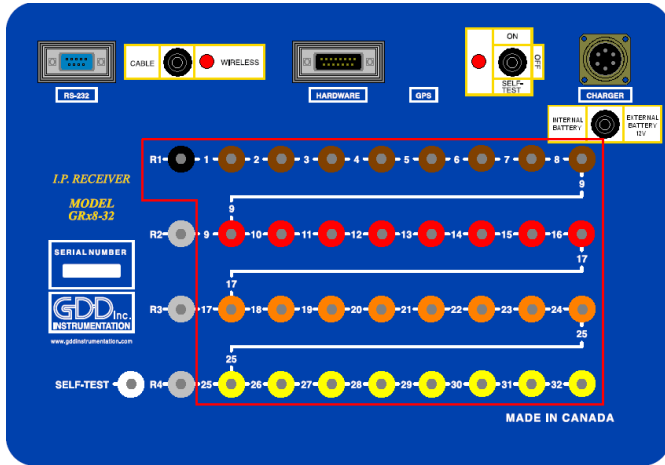 ON
CABLE
WIRELESS
OFF
SELF-
TEST
RS-232
HARDWARE
GPS
CHARGER
INTERNAL
BATTERY
EXTERNAL
BATTERY
12V
R1 1 2 3 4 5 6 7 8
9
I.P. RECEIVER
MODEL
GRx8-32
9
R2 9 10 11 12 13 14 15 16
17
SERIAL NUMBER
17
R3 17 18 19 20 21 22 23 24
GDD Inc.
INSTRUMENTATION
www.gddinstrumentation.com
25
25
SELF-TEST R4 25 26 27 28 29 30 31 32
MADE IN CANADA